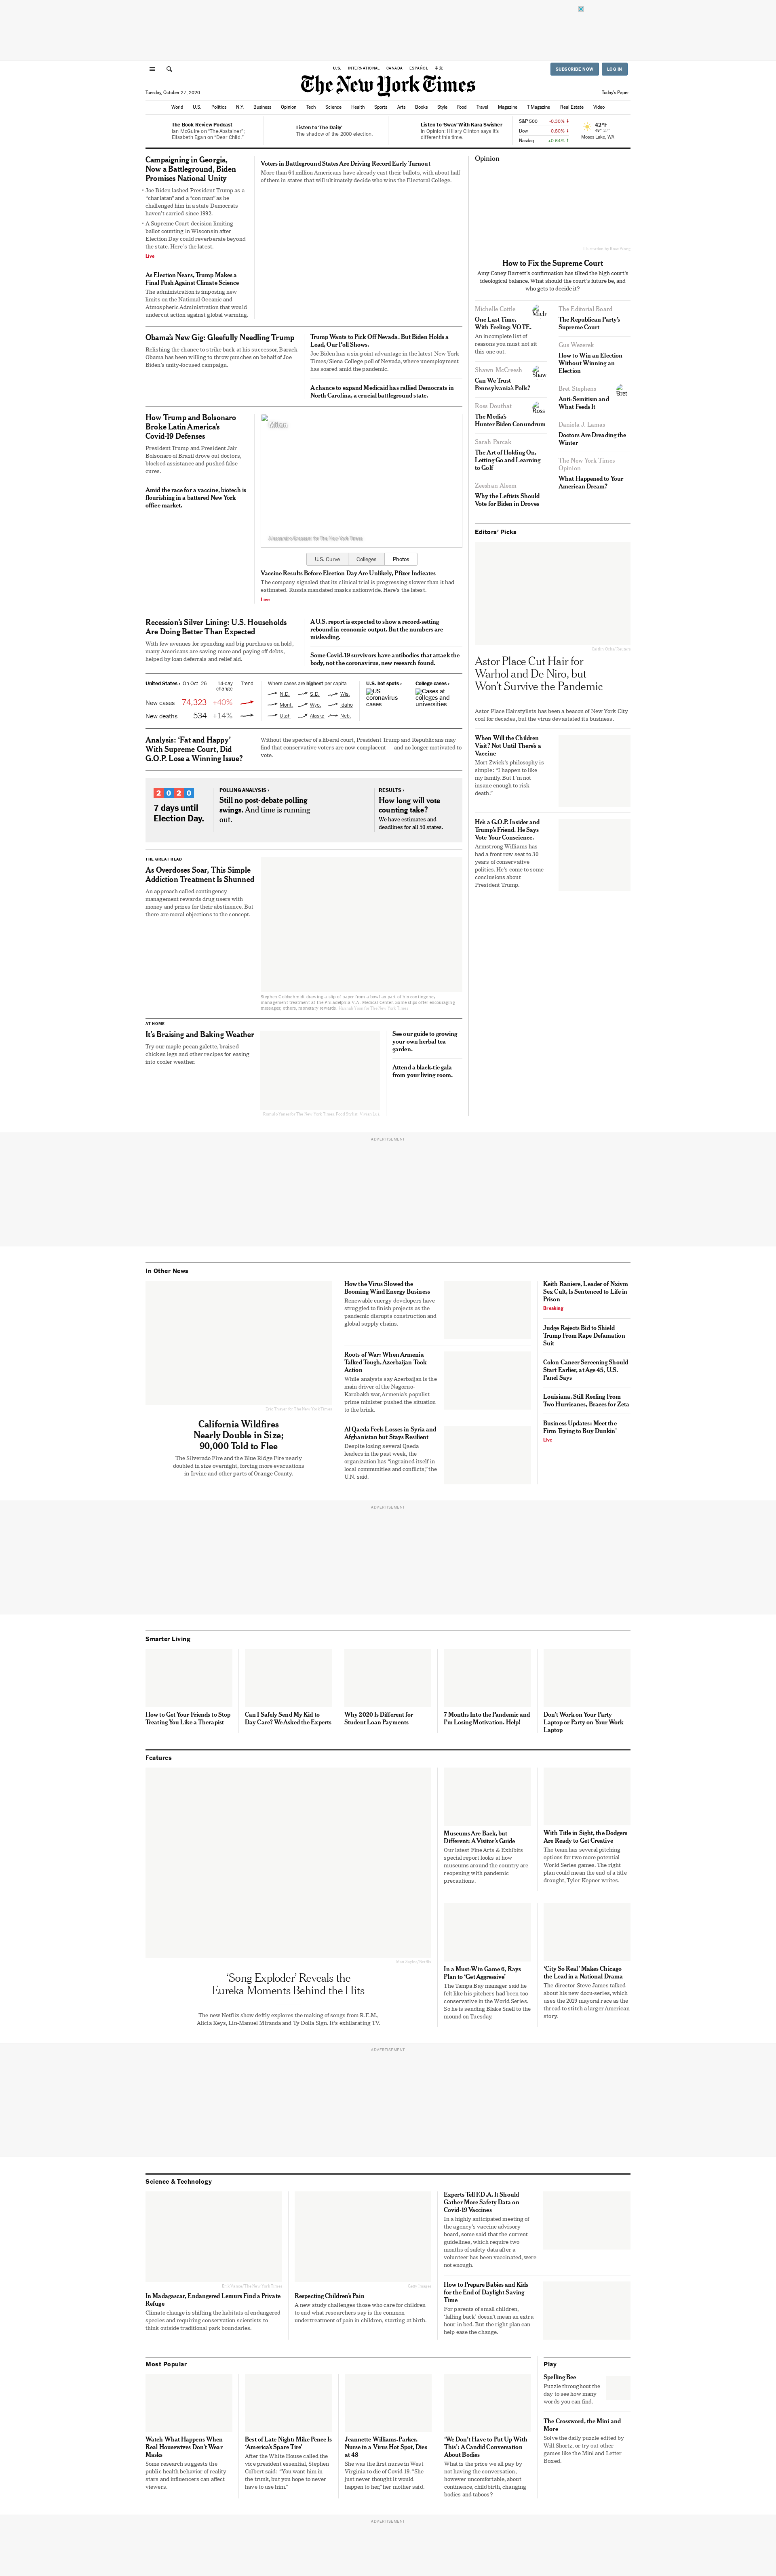 U.S. INTERNATIONAL CANADA ESPAÑOL 中文
SUBSCRIBE NOW LOG IN
The New York Times
Tuesday, October 27, 2020
Today's Paper
World U.S. Politics N.Y. Business Opinion Tech Science Health Sports Arts Books Style Food Travel Magazine T Magazine Real Estate Video
The Book Review Podcast
Ian McGuire on “The Abstainer”;
Elisabeth Egan on “Dear Child.”
Listen to ‘The Daily’
The shadow of the 2000 election.
Listen to ‘Sway’ With Kara Swisher
In Opinion: Hillary Clinton says it's
different this time.
S&P 500 -0.30% ↓
Dow -0.80% ↓
Nasdaq +0.64% ↑
42°F
Moses Lake, WA
Campaigning in Georgia,
Now a Battleground, Biden
Promises National Unity
• Joe Biden lashed President Trump as a
“charlatan” and a “con man” as he
challenged him in a state Democrats
haven't carried since 1992.
• A Supreme Court decision limiting
ballot counting in Wisconsin after
Election Day could reverberate beyond
the state. Here's the latest.
Live
As Election Nears, Trump Makes a
Final Push Against Climate Science
The administration is imposing new
limits on the National Oceanic and
Atmospheric Administration that would
undercut action against global warming.
Voters in Battleground States Are Driving Record Early Turnout
More than 64 million Americans have already cast their ballots, with about half
of them in states that will ultimately decide who wins the Electoral College.
Obama's New Gig: Gleefully Needling Trump
Relishing the chance to strike back at his successor, Barack
Obama has been willing to throw punches on behalf of Joe
Biden's unity-focused campaign.
Trump Wants to Pick Off Nevada. But Biden Holds a
Lead, Our Poll Shows.
Joe Biden has a six-point advantage in the latest New York
Times/Siena College poll of Nevada, where unemployment
has soared amid the pandemic.
A chance to expand Medicaid has rallied Democrats in
North Carolina, a crucial battleground state.
How Trump and Bolsonaro
Broke Latin America's
Covid-19 Defenses
President Trump and President Jair
Bolsonaro of Brazil drove out doctors,
blocked assistance and pushed false
cures.
Amid the race for a vaccine, biotech is
flourishing in a battered New York
office market.
Milan
Alessandro Grassani for The New York Times
U.S. Curve Colleges Photos
Vaccine Results Before Election Day Are Unlikely, Pfizer Indicates
The company signaled that its clinical trial is progressing slower than it had
estimated. Russia mandated masks nationwide. Here's the latest.
Live
Recession's Silver Lining: U.S. Households
Are Doing Better Than Expected
With few avenues for spending and big purchases on hold,
many Americans are saving more and paying off debts,
helped by loan deferrals and relief aid.
A U.S. report is expected to show a record-setting
rebound in economic output. But the numbers are
misleading.
Some Covid-19 survivors have antibodies that attack the
body, not the coronavirus, new research found.
United States › On Oct. 26 14-day
change Trend
New cases 74,323 +40%
New deaths 534 +14%
Where cases are highest per capita
N.D. S.D. Wis.
Mont. Wyo. Idaho
Utah Alaska Neb.
U.S. hot spots ›
US
coronavirus
cases
College cases ›
Cases at
colleges and
universities
Analysis: ‘Fat and Happy’
With Supreme Court, Did
G.O.P. Lose a Winning Issue?
Without the specter of a liberal court, President Trump and Republicans may
find that conservative voters are now complacent — and no longer motivated to
vote.
2020
7 days until
Election Day.
POLLING ANALYSIS ›
Still no post-debate polling
swings. And time is running
out.
RESULTS ›
How long will vote
counting take?
We have estimates and
deadlines for all 50 states.
THE GREAT READ
As Overdoses Soar, This Simple
Addiction Treatment Is Shunned
An approach called contingency
management rewards drug users with
money and prizes for their abstinence. But
there are moral objections to the concept.
AT HOME
It's Braising and Baking Weather
Try our maple-pecan galette, braised
chicken legs and other recipes for easing
into cooler weather.
See our guide to growing
your own herbal tea
garden.
Attend a black-tie gala
from your living room.
Opinion
How to Fix the Supreme Court
Amy Coney Barrett's confirmation has tilted the high court's
ideological balance. What should the court's future be, and
who gets to decide it?
Michelle Cottle
Mich
One Last Time,
With Feeling: VOTE.
An incomplete list of
reasons you must not sit
this one out.
Shawn McCreesh
Shaw
Can We Trust
Pennsylvania's Polls?
Ross Douthat
Ross
The Media's
Hunter Biden Conundrum
Sarah Parcak
The Art of Holding On,
Letting Go and Learning
to Golf
Zeeshan Aleem
Why the Leftists Should
Vote for Biden in Droves
The Editorial Board
The Republican Party's
Supreme Court
Gus Wezerek
How to Win an Election
Without Winning an
Election
Bret Stephens
Bret
Anti-Semitism and
What Feeds It
Daniela J. Lamas
Doctors Are Dreading the
Winter
The New York Times
Opinion
What Happened to Your
American Dream?
Editors' Picks
Astor Place Cut Hair for
Warhol and De Niro, but
Won't Survive the Pandemic
Astor Place Hairstylists has been a beacon of New York City
cool for decades, but the virus devastated its business.
When Will the Children
Visit? Not Until There's a
Vaccine
Mort Zwick's philosophy is
simple: “I happen to like
my family. But I'm not
insane enough to risk
death.”
He's a G.O.P. Insider and
Trump's Friend. He Says
Vote Your Conscience.
Armstrong Williams has
had a front row seat to 30
years of conservative
politics. He's come to some
conclusions about
President Trump.
ADVERTISEMENT
In Other News
California Wildfires
Nearly Double in Size;
90,000 Told to Flee
The Silverado Fire and the Blue Ridge Fire nearly
doubled in size overnight, forcing more evacuations
in Irvine and other parts of Orange County.
How the Virus Slowed the
Booming Wind Energy Business
Renewable energy developers have
struggled to finish projects as the
pandemic disrupts construction and
global supply chains.
Roots of War: When Armenia
Talked Tough, Azerbaijan Took
Action
While analysts say Azerbaijan is the
main driver of the Nagorno-
Karabakh war, Armenia's populist
prime minister pushed the situation
to the brink.
Al Qaeda Feels Losses in Syria and
Afghanistan but Stays Resilient
Despite losing several Qaeda
leaders in the past week, the
organization has “ingrained itself in
local communities and conflicts,” the
U.N. said.
Keith Raniere, Leader of Nxivm
Sex Cult, Is Sentenced to Life in
Prison
Breaking
Judge Rejects Bid to Shield
Trump From Rape Defamation
Suit
Colon Cancer Screening Should
Start Earlier, at Age 45, U.S.
Panel Says
Louisiana, Still Reeling From
Two Hurricanes, Braces for Zeta
Business Updates: Meet the
Firm Trying to Buy Dunkin'
Live
ADVERTISEMENT
Smarter Living
How to Get Your Friends to Stop
Treating You Like a Therapist
Can I Safely Send My Kid to
Day Care? We Asked the Experts
Why 2020 Is Different for
Student Loan Payments
7 Months Into the Pandemic and
I'm Losing Motivation. Help!
Don't Work on Your Party
Laptop or Party on Your Work
Laptop
Features
‘Song Exploder’ Reveals the
Eureka Moments Behind the Hits
The new Netflix show deftly explores the making of songs from R.E.M.,
Alicia Keys, Lin-Manuel Miranda and Ty Dolla Sign. It's exhilarating TV.
Museums Are Back, but
Different: A Visitor's Guide
Our latest Fine Arts & Exhibits
special report looks at how
museums around the country are
reopening with pandemic
precautions.
With Title in Sight, the Dodgers
Are Ready to Get Creative
The team has several pitching
options for two more potential
World Series games. The right
plan could mean the end of a title
drought, Tyler Kepner writes.
In a Must-Win Game 6, Rays
Plan to ‘Get Aggressive’
The Tampa Bay manager said he
felt like his pitchers had been too
conservative in the World Series.
So he is sending Blake Snell to the
mound on Tuesday.
‘City So Real’ Makes Chicago
the Lead in a National Drama
The director Steve James talked
about his new docu-series, which
uses the 2019 mayoral race as the
thread to stitch a larger American
story.
ADVERTISEMENT
Science & Technology
In Madagascar, Endangered Lemurs Find a Private
Refuge
Climate change is shifting the habitats of endangered
species and requiring conservation scientists to
think outside traditional park boundaries.
Respecting Children's Pain
A new study challenges those who care for children
to end what researchers say is the common
undertreatment of pain in children, starting at birth.
Experts Tell F.D.A. It Should
Gather More Safety Data on
Covid-19 Vaccines
In a highly anticipated meeting of
the agency's vaccine advisory
board, some said that the current
guidelines, which require two
months of safety data after a
volunteer has been vaccinated, were
not enough.
How to Prepare Babies and Kids
for the End of Daylight Saving
Time
For parents of small children,
‘falling back’ doesn't mean an extra
hour in bed. But the right plan can
help ease the change.
Most Popular
Watch What Happens When
Real Housewives Don't Wear
Masks
Some research suggests the
public health behavior of reality
stars and influencers can affect
viewers.
Best of Late Night: Mike Pence Is
‘America's Spare Tire’
After the White House called the
vice president essential, Stephen
Colbert said: “You want him in
the trunk, but you hope to never
have to use him.”
Jeannette Williams-Parker,
Nurse in a Virus Hot Spot, Dies
at 48
She was the first nurse in West
Virginia to die of Covid-19. “She
just never thought it would
happen to her,” her mother said.
‘We Don't Have to Put Up With
This’: A Candid Conversation
About Bodies
What is the price we all pay by
not having the conversation,
however uncomfortable, about
continence, childbirth, changing
bodies and taboos?
Play
Spelling Bee
Puzzle throughout the
day to see how many
words you can find.
The Crossword, the Mini and
More
Solve the daily puzzle edited by
Will Shortz, or try out other
games like the Mini and Letter
Boxed.
ADVERTISEMENT